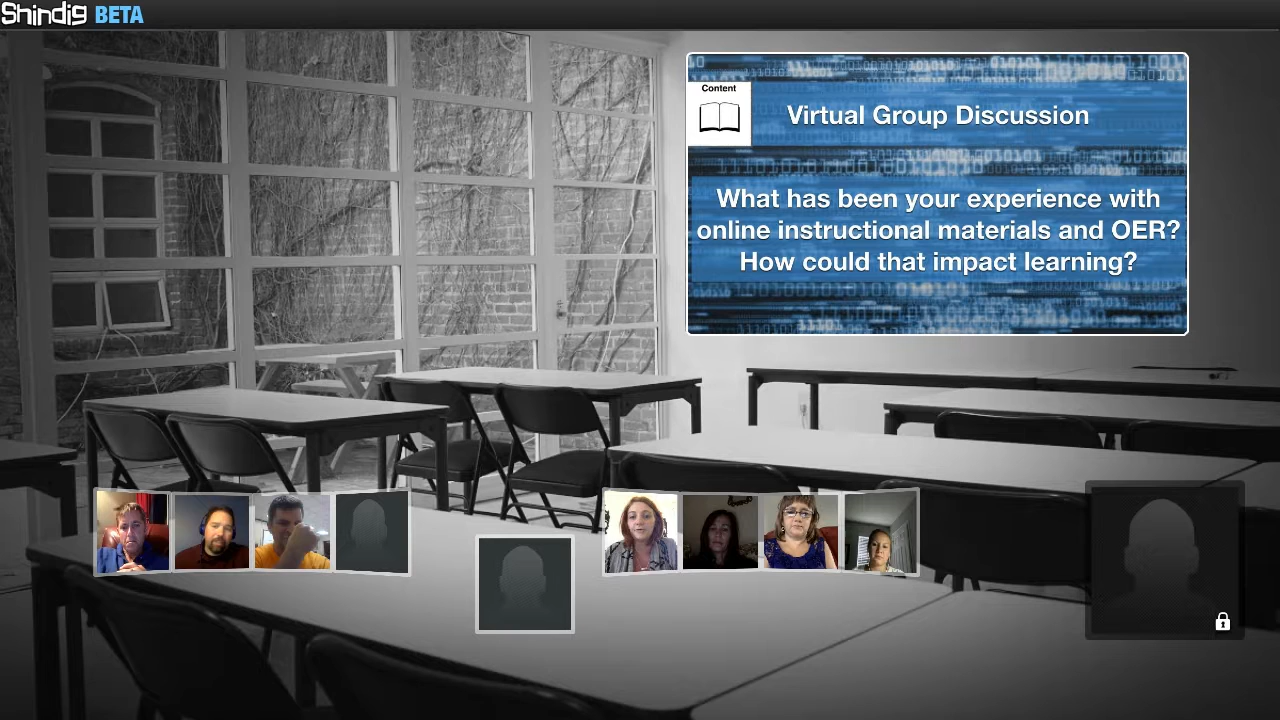 Shindig BETA
Content
Virtual Group Discussion
What has been your experience with
online instructional materials and OER?
How could that impact learning?